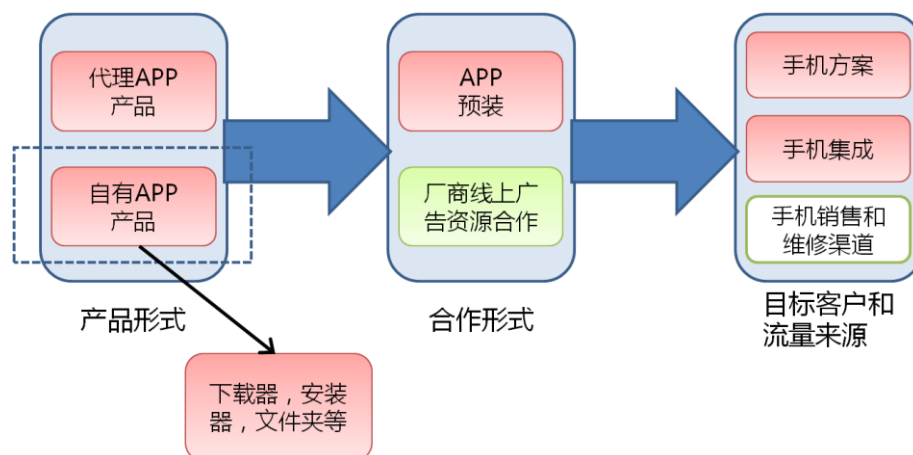 代理APP
产品
自有APP
产品
产品形式
下载器，安装
器，文件夹等
APP
预装
厂商线上广
告资源合作
合作形式
手机方案
手机集成
手机销售和
维修渠道
目标客户和
流量来源